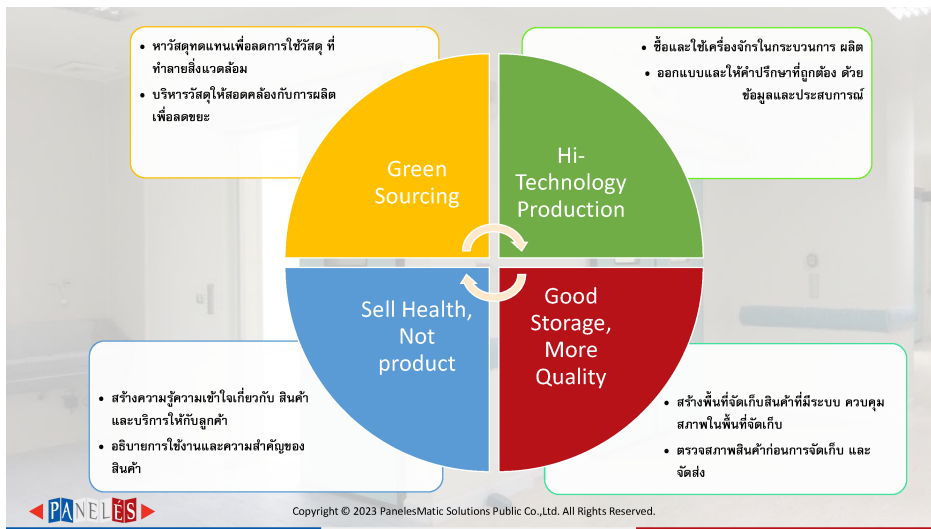 • หาวัสดุทดแทนเพื่อลดการใช้วัสดุ ที่
ทำลายสิ่งแวดล้อม
• บริหารวัสดุให้สอดคล้องกับการผลิต
เพื่อลดขยะ
• ซื้อและใช้เครื่องจักรในกระบวนการ ผลิต
• ออกแบบและให้คำปรึกษาที่ถูกต้อง ด้วย
ข้อมูลและประสบการณ์
Green
Sourcing
Hi-
Technology
Production
Sell Health,
Not
product
Good
Storage,
More
Quality
• สร้างความรู้ความเข้าใจเกี่ยวกับ สินค้า
และบริการให้กับลูกค้า
• อธิบายการใช้งานและความสำคัญของ
สินค้า
• สร้างพื้นที่จัดเก็บสินค้าที่มีระบบ ควบคุม
สภาพในพื้นที่จัดเก็บ
• ตรวจสภาพสินค้าก่อนการจัดเก็บ และ
จัดส่ง
PANELÉS
Copyright © 2023 PanelesMatic Solutions Public Co.,Ltd. All Rights Reserved.